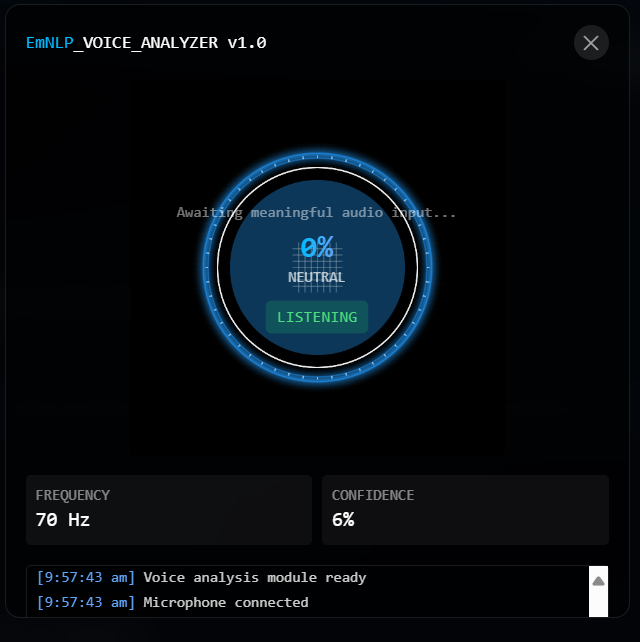 EmNLP_VOICE_ANALYZER v1.0
Awaiting meaningful audio input...
0%
NEUTRAL
LISTENING
FREQUENCY
70 Hz
CONFIDENCE
6%
[9:57:43 am] Voice analysis module ready
[9:57:43 am] Microphone connected